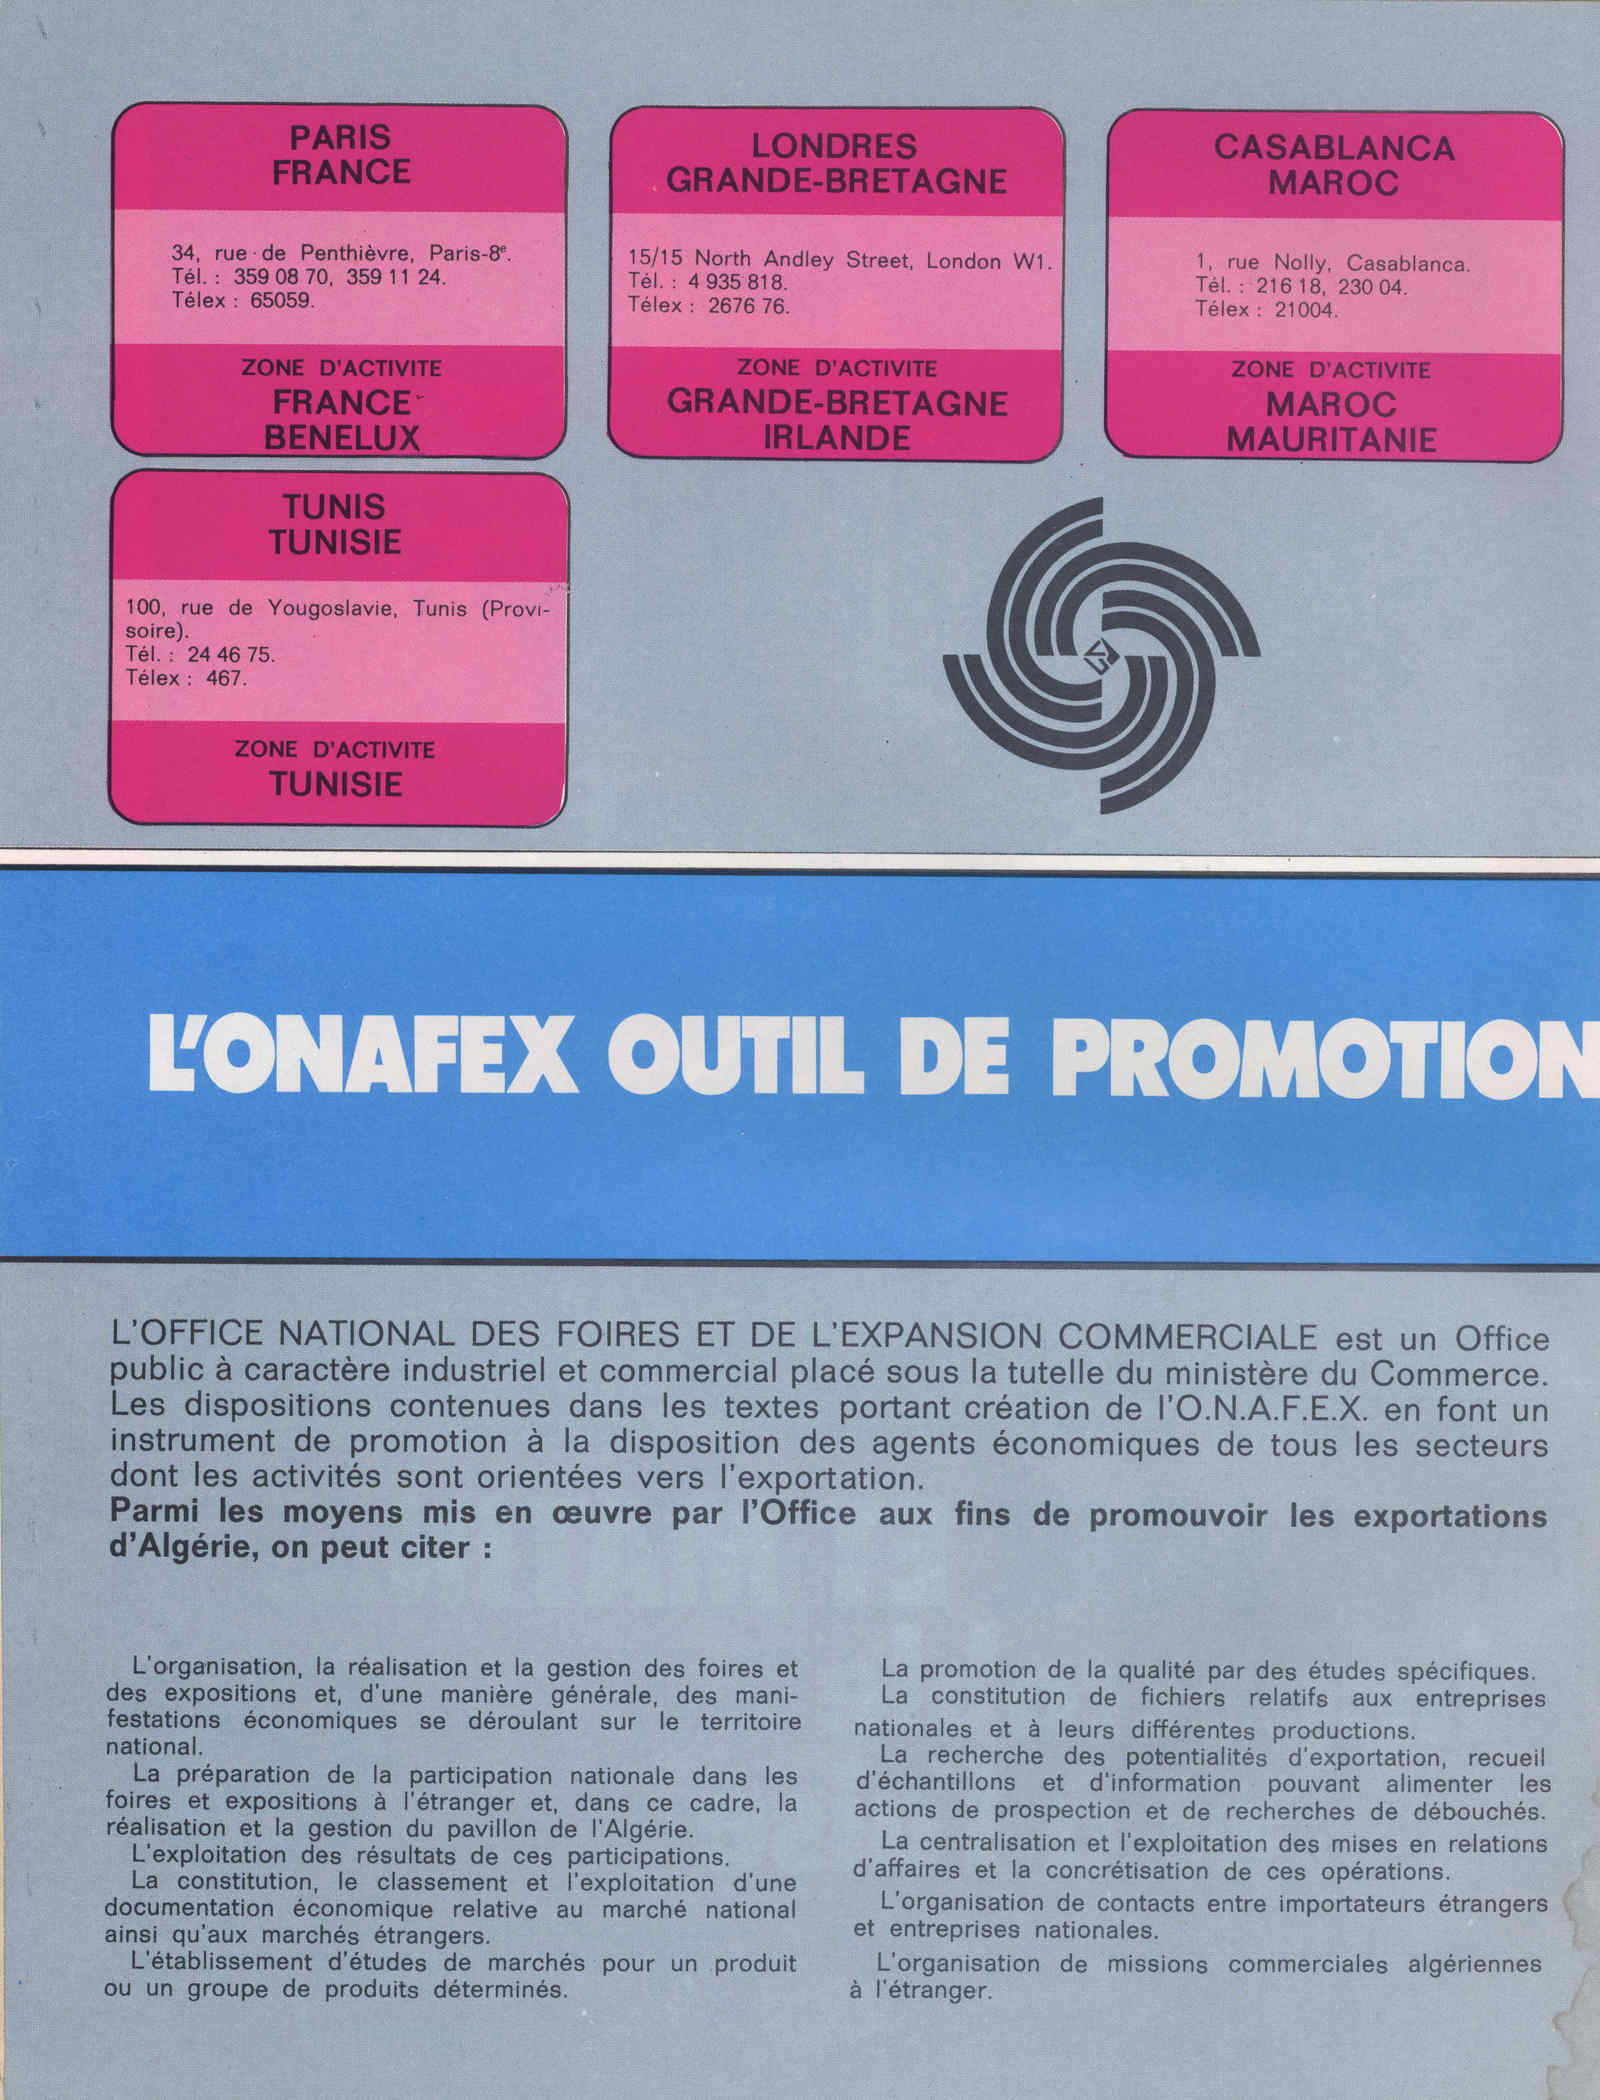 PARIS
FRANCE
34, rue de Penthièvre, Paris-8e.
Tél. : 359 08 70, 359 11 24.
Télex : 65059.
ZONE D'ACTIVITE
FRANCE
BENELUX
LONDRES
GRANDE-BRETAGNE
15/15 North Andley Street, London W1.
Tél. : 4 935 818.
Télex : 2676 76.
ZONE D'ACTIVITE
GRANDE-BRETAGNE
IRLANDE
CASABLANCA
MAROC
1, rue Nolly, Casablanca.
Tél. : 216 18, 230 04.
Télex : 21004.
ZONE D'ACTIVITE
MAROC
MAURITANIE
TUNIS
TUNISIE
100, rue de Yougoslavie, Tunis (Provi-
soire).
Tél. : 24 46 75.
Télex : 467.
ZONE D'ACTIVITE
TUNISIE
L'ONAFEX OUTIL DE PROMOTION
L'OFFICE NATIONAL DES FOIRES ET DE L'EXPANSION COMMERCIALE est un Office
public à caractère industriel et commercial placé sous la tutelle du ministère du Commerce.
Les dispositions contenues dans les textes portant création de l'O.N.A.F.E.X. en font un
instrument de promotion à la disposition des agents économiques de tous les secteurs
dont les activités sont orientées vers l'exportation.
Parmi les moyens mis en œuvre par l'Office aux fins de promouvoir les exportations
d'Algérie, on peut citer :
L'organisation, la réalisation et la gestion des foires et
des expositions et, d'une manière générale, des mani-
festations économiques se déroulant sur le territoire
national.
La préparation de la participation nationale dans les
foires et expositions à l'étranger et, dans ce cadre, la
réalisation et la gestion du pavillon de l'Algérie.
L'exploitation des résultats de ces participations.
La constitution, le classement et l'exploitation d'une
documentation économique relative au marché national
ainsi qu'aux marchés étrangers.
L'établissement d'études de marchés pour un produit
ou un groupe de produits déterminés.
La promotion de la qualité par des études spécifiques.
La constitution de fichiers relatifs aux entreprises
nationales et à leurs différentes productions.
La recherche des potentialités d'exportation, recueil
d'échantillons et d'information pouvant alimenter les
actions de prospection et de recherches de débouchés.
La centralisation et l'exploitation des mises en relations
d'affaires et la concrétisation de ces opérations.
L'organisation de contacts entre importateurs étrangers
et entreprises nationales.
L'organisation de missions commerciales algériennes
à l'étranger.